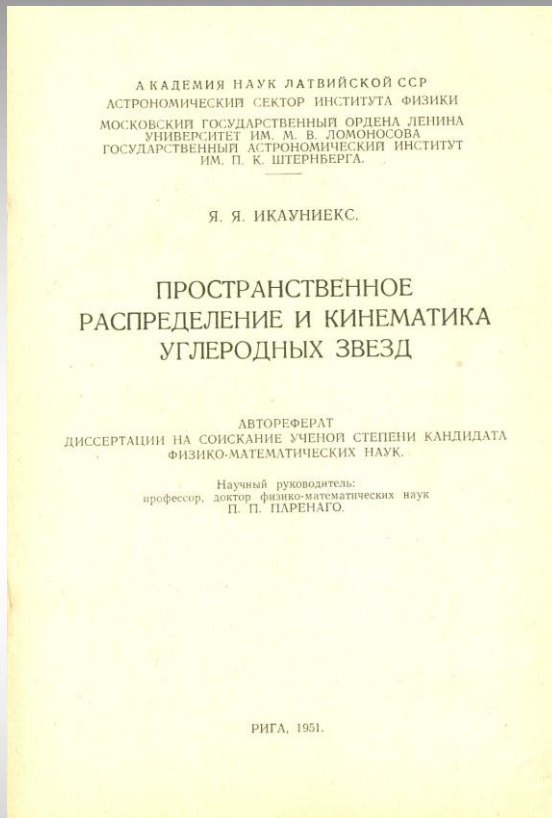 АКАДЕМИЯ НАУК ЛАТВИЙСКОЙ ССР
АСТРОНОМИЧЕСКИЙ СЕКТОР ИНСТИТУТА ФИЗИКИ
МОСКОВСКИЙ ГОСУДАРСТВЕННЫЙ ОРДЕНА ЛЕНИНА
УНИВЕРСИТЕТ ИМ. М. В. ЛОМОНОСОВА
ГОСУДАРСТВЕННЫЙ АСТРОНОМИЧЕСКИЙ ИНСТИТУТ
ИМ. П. К. ШТЕРНБЕРГА.
Я. Я. ИКАУНИЕКС.
ПРОСТРАНСТВЕННОЕ
РАСПРЕДЕЛЕНИЕ И КИНЕМАТИКА
УГЛЕРОДНЫХ ЗВЕЗД
АВТОРЕФЕРАТ
ДИССЕРТАЦИИ НА СОИСКАНИЕ УЧЕНОЙ СТЕПЕНИ КАНДИДАТА
ФИЗИКО-МАТЕМАТИЧЕСКИХ НАУК.
Научный руководитель:
профессор, доктор физико-математических наук
П. П. ПАРЕНАГО.
РИГА, 1951.